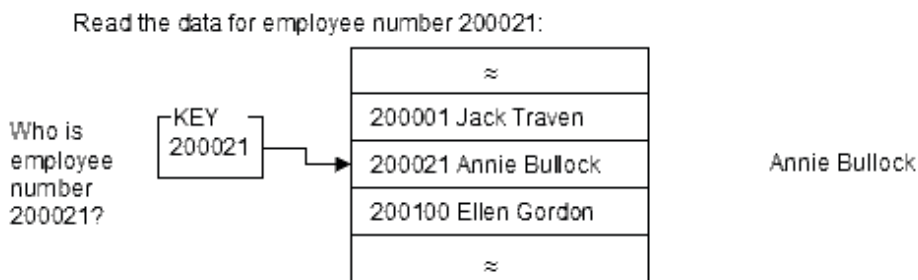 Read the data for employee number 200021:
Who is
employee
number
200021?
KEY
200021
≈
200001 Jack Traven
200021 Annie Bullock
200100 Ellen Gordon
≈
Annie Bullock